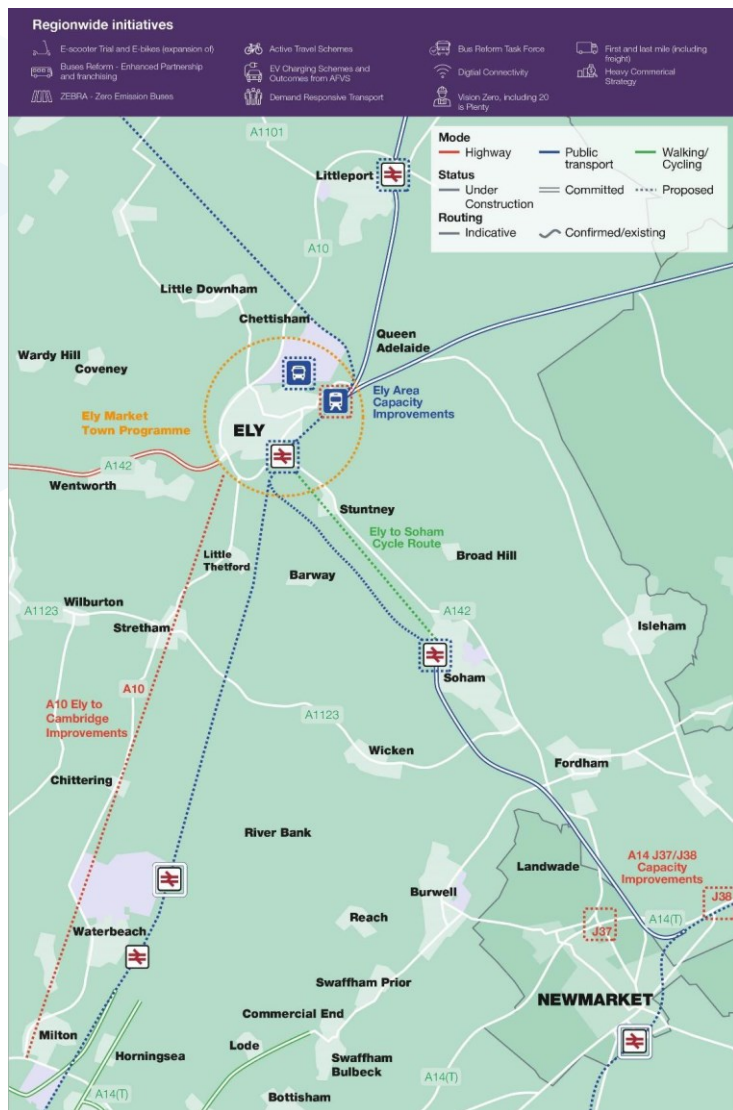 Regionwide initiatives
E-scooter Trial and E-bikes (expansion of)
Buses Reform - Enhanced Partnership
and franchising
ZEBRA - Zero Emission Buses
Active Travel Schemes
EV Charging Schemes and
Outcomes from AFVS
Demand Responsive Transport
Bus Reform Task Force
Digtial Connectivity
Vision Zero, including 20
is Plenty
First and last mile (including
freight)
Heavy Commerical
Strategy
Mode
Highway
Public
transport
Walking/
Cycling
Status
Under
Construction
Committed
Proposed
Routing
Indicative
Confirmed/existing
A1101
Littleport
A10
Little Downham
Chettisham
Queen
Adelaide
Wardy Hill
Coveney
Ely Area
Capacity
Improvements
Ely Market
Town Programme
ELY
A142
Wentworth
Stuntney
Ely to Soham
Cycle Route
Little
Thetford
Broad Hill
Barway
A1123
Wilburton
Stretham
A142
Isleham
Soham
A10
A10 Ely to
Cambridge
Improvements
A1123
Wicken
Fordham
Chittering
River Bank
Landwade
A14 J37/J38
Capacity
Improvements
Burwell
J38
Reach
J37
A14(T)
Waterbeach
Swaffham Prior
NEWMARKET
Commercial End
Milton
Horningsea
Lode
Swaffham
Bulbeck
A14(T)
A14(T)
Bottisham